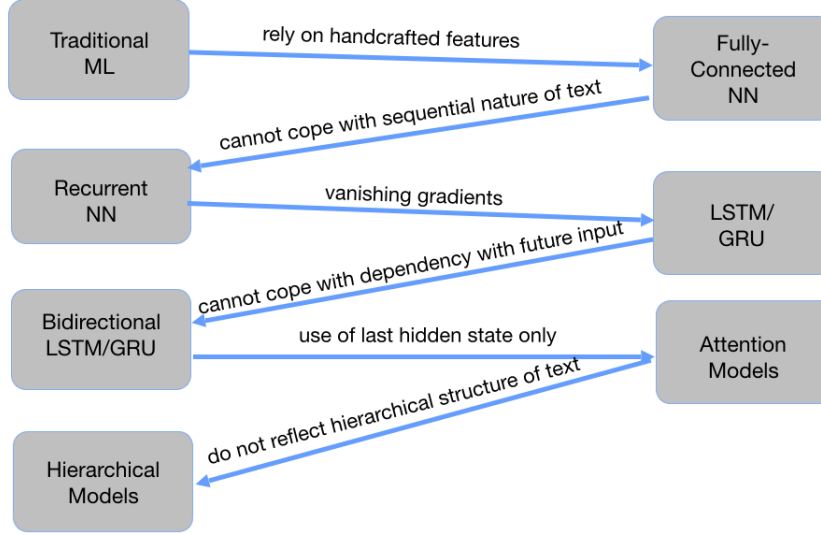 Traditional
ML
rely on handcrafted features
Fully-
Connected
NN
cannot cope with sequential nature of text
Recurrent
NN
vanishing gradients
LSTM/
GRU
cannot cope with dependency with future input
Bidirectional
LSTM/GRU
use of last hidden state only
Attention
Models
do not reflect hierarchical structure of text
Hierarchical
Models